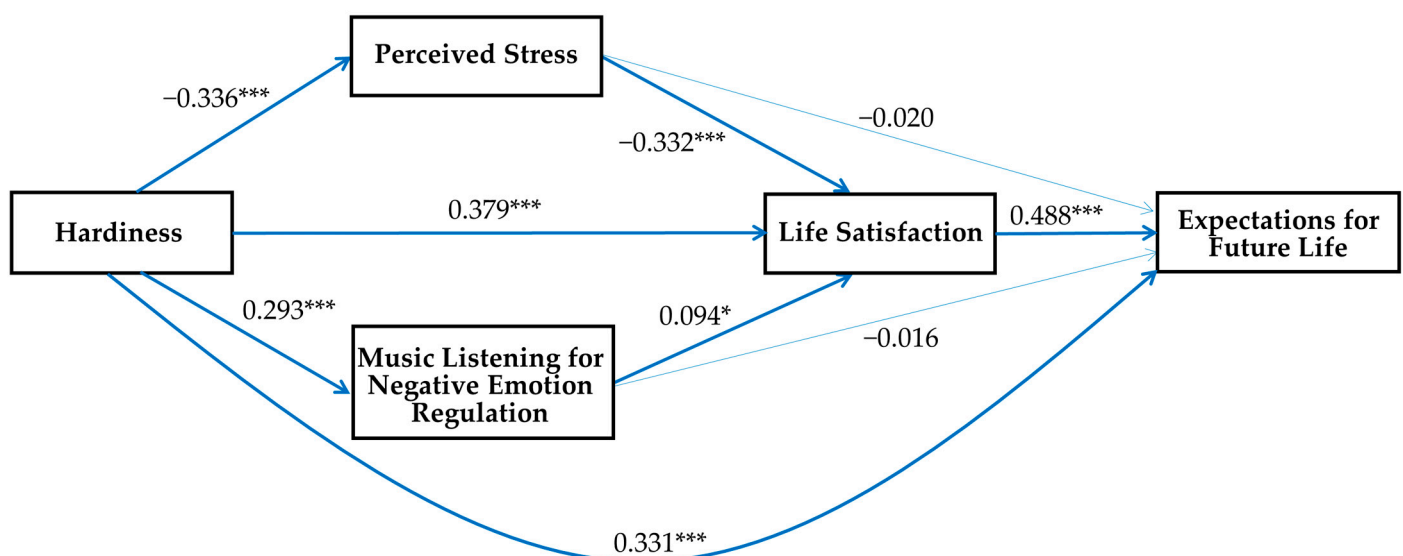 Perceived Stress
−0.336***
−0.020
−0.332***
Hardiness
0.379***
Life Satisfaction
0.488***
Expectations for
Future Life
0.293***
0.094*
−0.016
Music Listening for
Negative Emotion
Regulation
0.331***